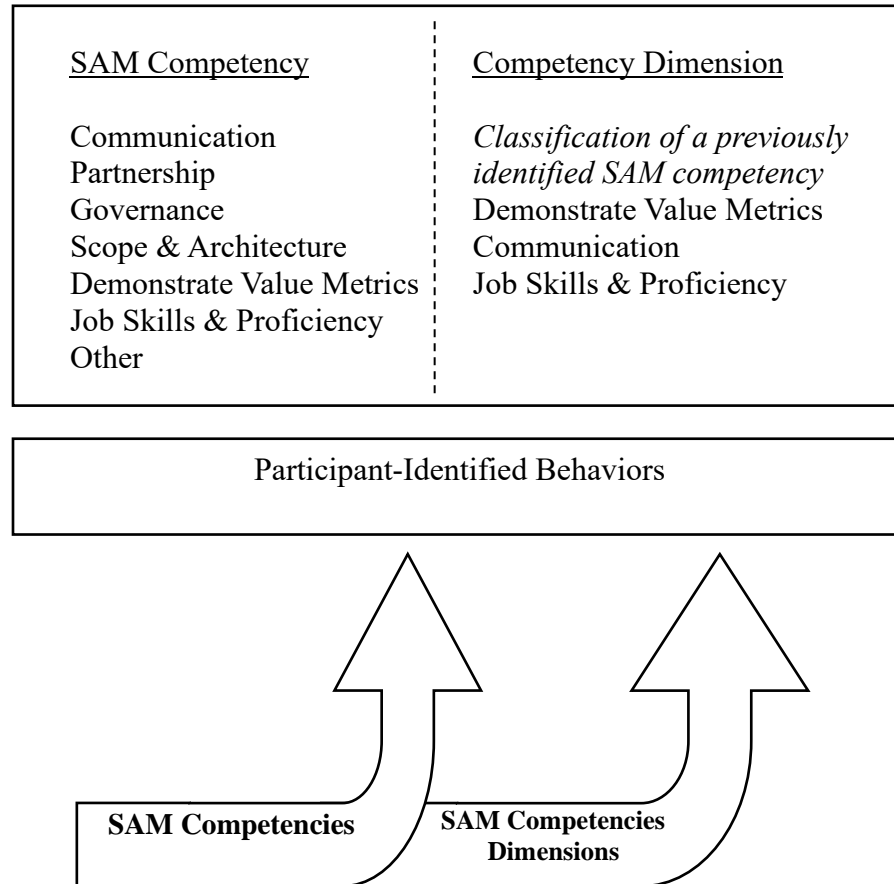 SAM Competency
Communication
Partnership
Governance
Scope & Architecture
Demonstrate Value Metrics
Job Skills & Proficiency
Other
Competency Dimension
Classification of a previously
identified SAM competency
Demonstrate Value Metrics
Communication
Job Skills & Proficiency
Participant-Identified Behaviors
SAM Competencies
SAM Competencies
Dimensions